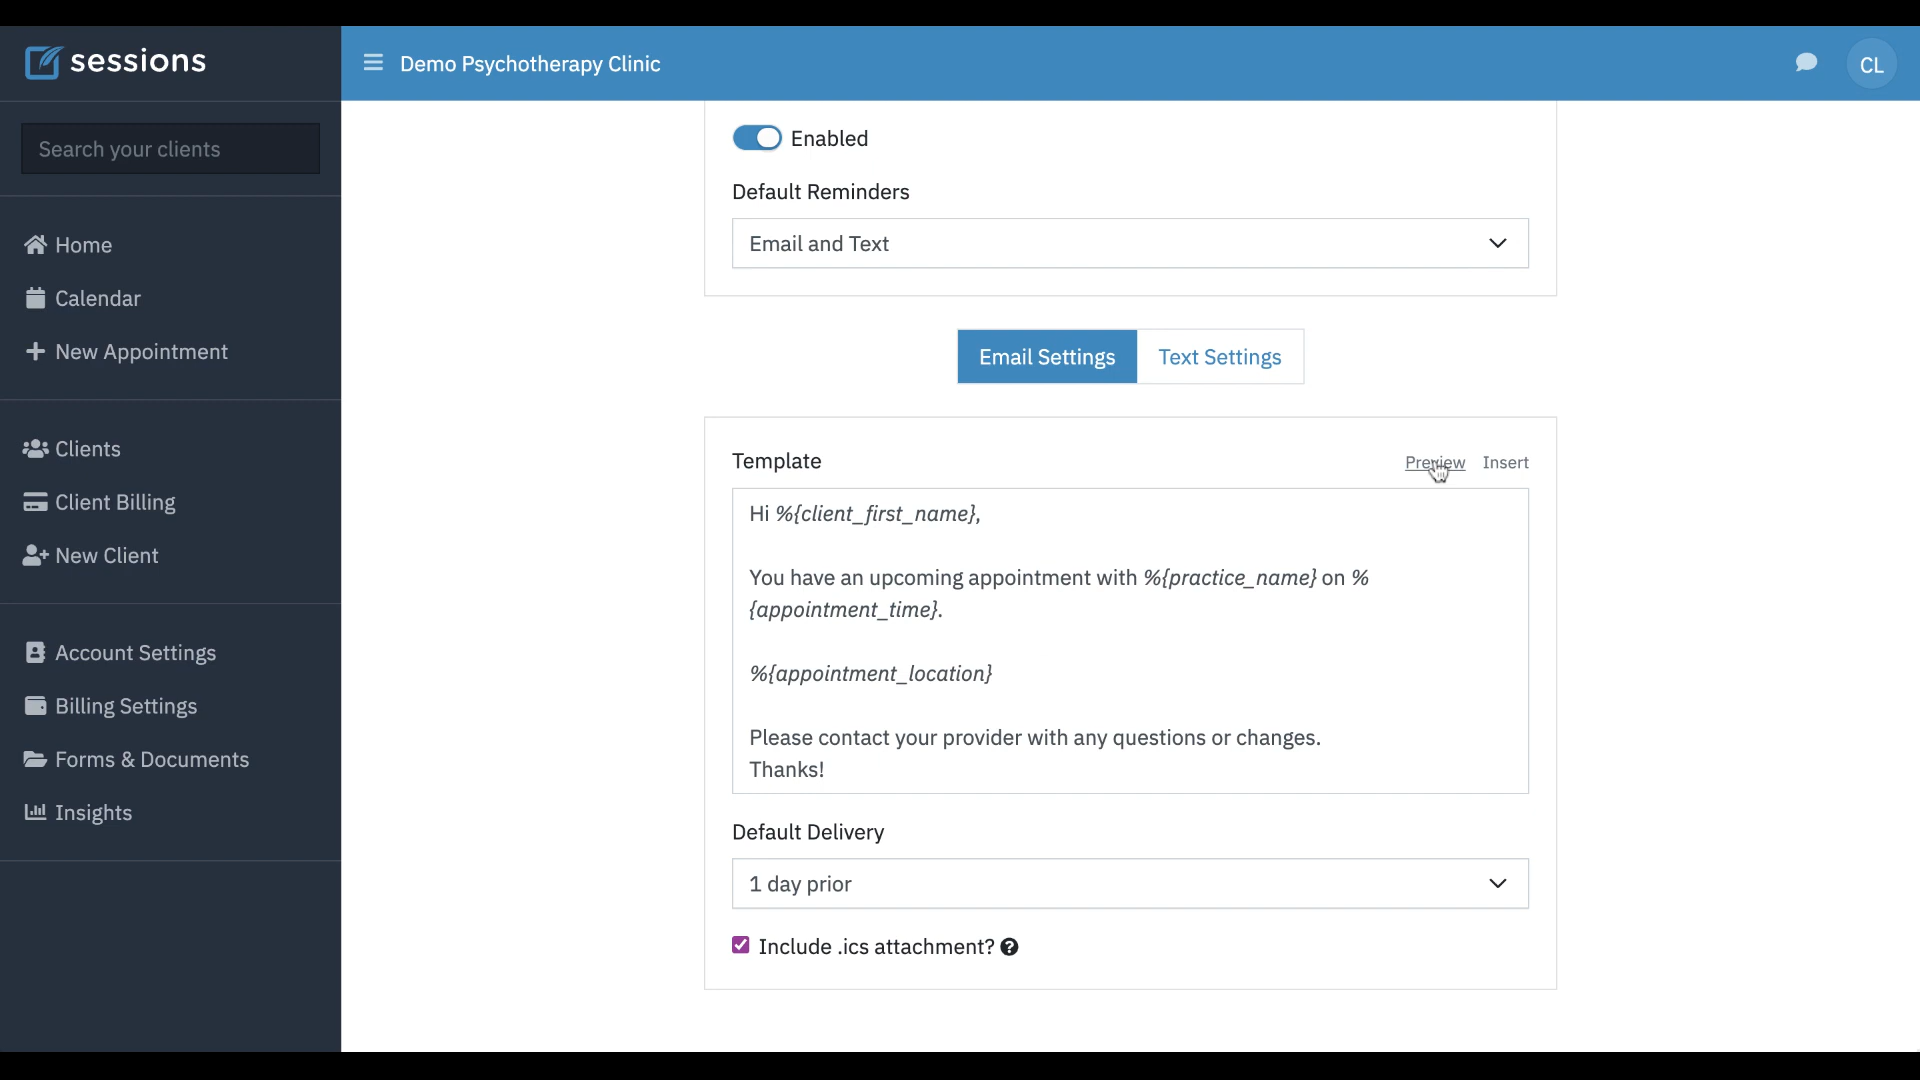 sessions
Demo Psychotherapy Clinic
CL
Search your clients
Home
Calendar
New Appointment
Clients
Client Billing
New Client
Account Settings
Billing Settings
Forms & Documents
Insights
Enabled
Default Reminders
Email and Text
Email Settings
Text Settings
Template
Preview
Insert
Hi %{client_first_name},
You have an upcoming appointment with %{practice_name} on %
{appointment_time}.
%{appointment_location}
Please contact your provider with any questions or changes.
Thanks!
Default Delivery
1 day prior
Include .ics attachment? ?